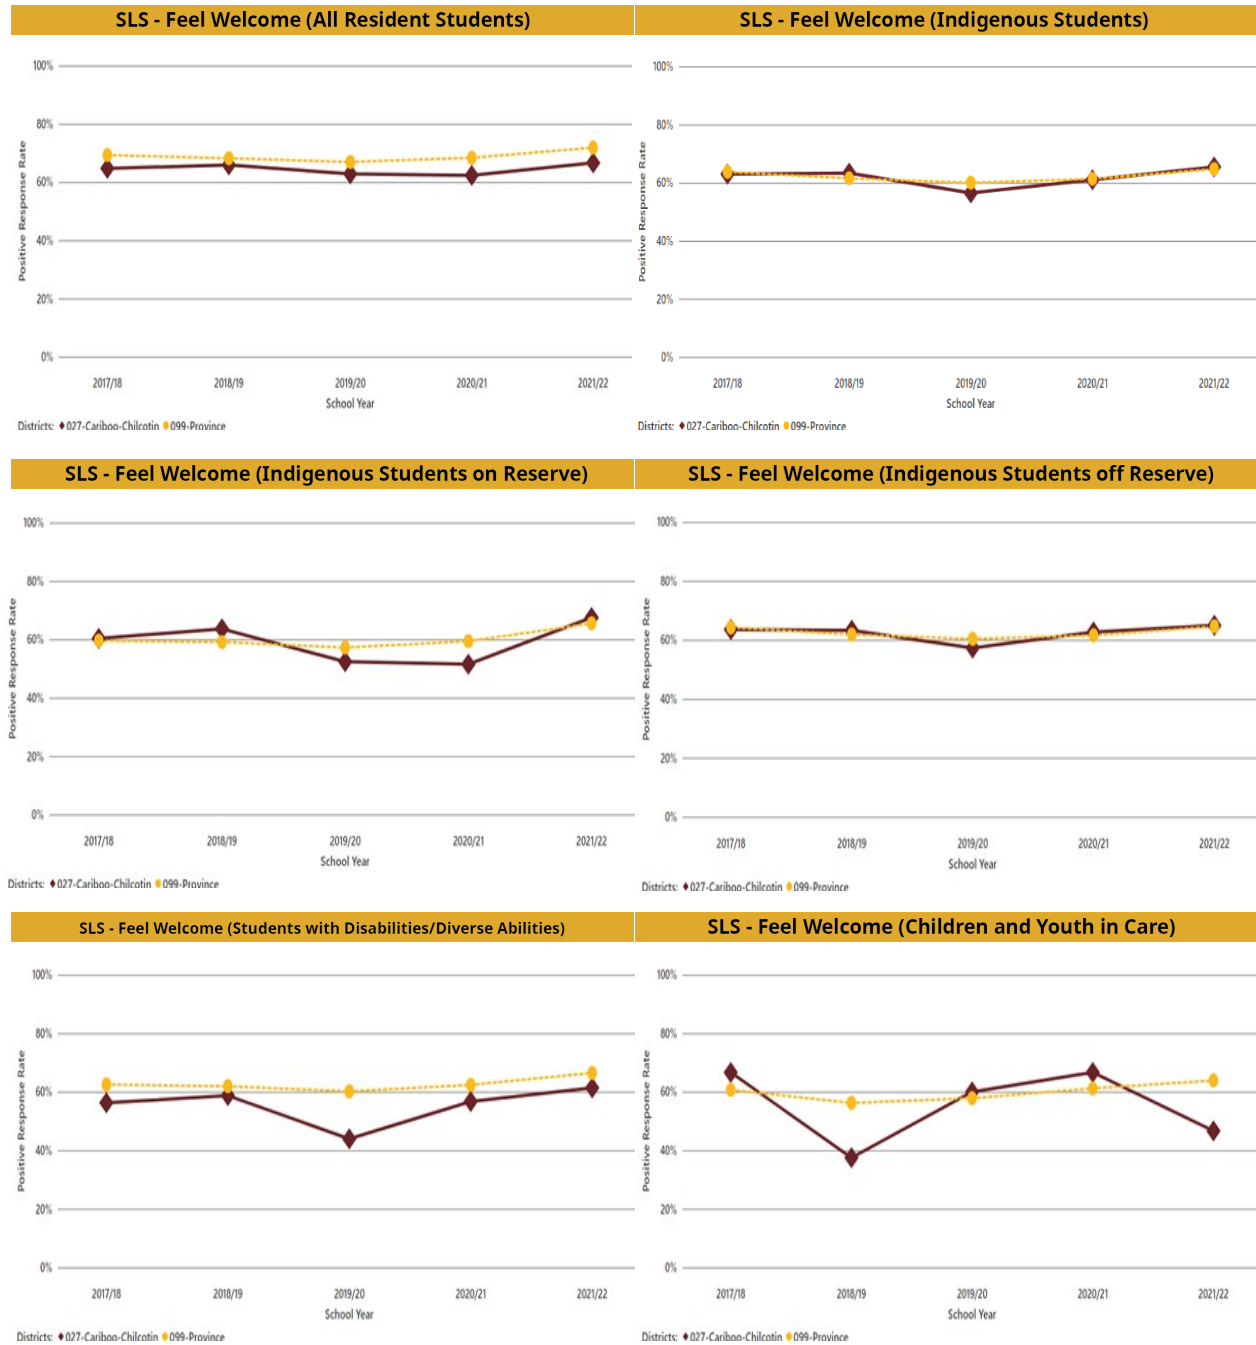 SLS - Feel Welcome (All Resident Students)
100%
80%
60%
40%
20%
0%
Positive Response Rate
2017/18 2018/19 2019/20 2020/21 2021/22
School Year
Districts: 027-Cariboo-Chilcotin 099-Province
SLS - Feel Welcome (Indigenous Students)
100%
80%
60%
40%
20%
0%
Positive Response Rate
2017/18 2018/19 2019/20 2020/21 2021/22
School Year
Districts: 027-Cariboo-Chilcotin 099-Province
SLS - Feel Welcome (Indigenous Students on Reserve)
100%
80%
60%
40%
20%
0%
Positive Response Rate
2017/18 2018/19 2019/20 2020/21 2021/22
School Year
Districts: 027-Cariboo-Chilcotin 099-Province
SLS - Feel Welcome (Indigenous Students off Reserve)
100%
80%
60%
40%
20%
0%
Positive Response Rate
2017/18 2018/19 2019/20 2020/21 2021/22
School Year
Districts: 027-Cariboo-Chilcotin 099-Province
SLS - Feel Welcome (Students with Disabilities/Diverse Abilities)
100%
80%
60%
40%
20%
0%
Positive Response Rate
2017/18 2018/19 2019/20 2020/21 2021/22
School Year
Districts: 027-Cariboo-Chilcotin 099-Province
SLS - Feel Welcome (Children and Youth in Care)
100%
80%
60%
40%
20%
0%
Positive Response Rate
2017/18 2018/19 2019/20 2020/21 2021/22
School Year
Districts: 027-Cariboo-Chilcotin 099-Province